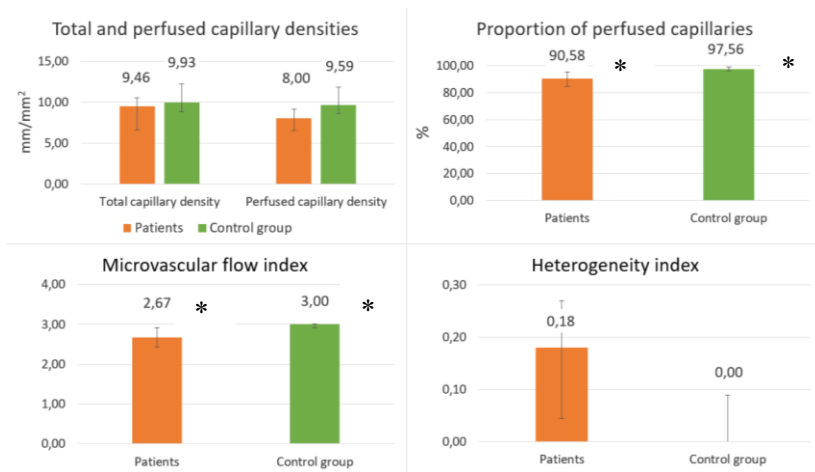 Total and perfused capillary densities
15,00
10,00
5,00
0,00
mm/mm²
9,46
9,93
8,00
9,59
Total capillary density
Perfused capillary density
Patients
Control group
Proportion of perfused capillaries
100,00
80,00
60,00
40,00
20,00
0,00
%
90,58
*
97,56
*
Patients
Control group
Microvascular flow index
4,00
3,00
2,00
1,00
0,00
2,67
*
3,00
*
Patients
Control group
Heterogeneity index
0,30
0,20
0,10
0,00
0,18
0,00
Patients
Control group